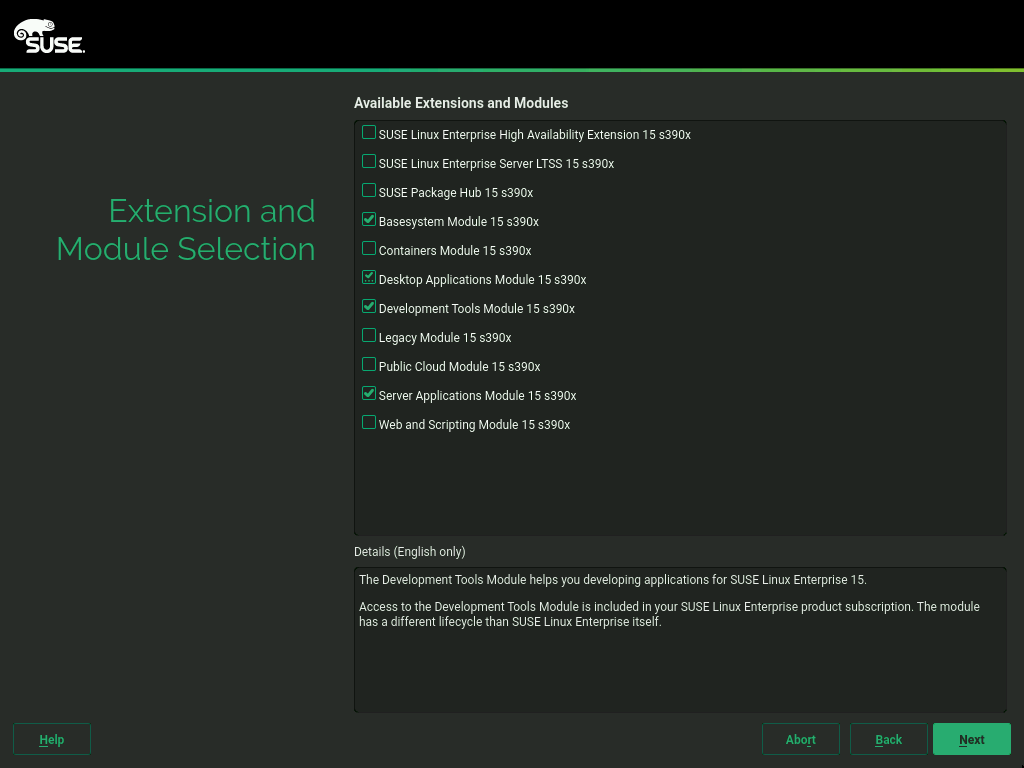 SUSE.
Extension and
Module Selection
Available Extensions and Modules
SUSE Linux Enterprise High Availability Extension 15 s390x
SUSE Linux Enterprise Server LTSS 15 s390x
SUSE Package Hub 15 s390x
Basesystem Module 15 s390x
Containers Module 15 s390x
Desktop Applications Module 15 s390x
Development Tools Module 15 s390x
Legacy Module 15 s390x
Public Cloud Module 15 s390x
Server Applications Module 15 s390x
Web and Scripting Module 15 s390x
Details (English only)
The Development Tools Module helps you developing applications for SUSE Linux Enterprise 15.
Access to the Development Tools Module is included in your SUSE Linux Enterprise product subscription. The module
has a different lifecycle than SUSE Linux Enterprise itself.
Help
Abort
Back
Next